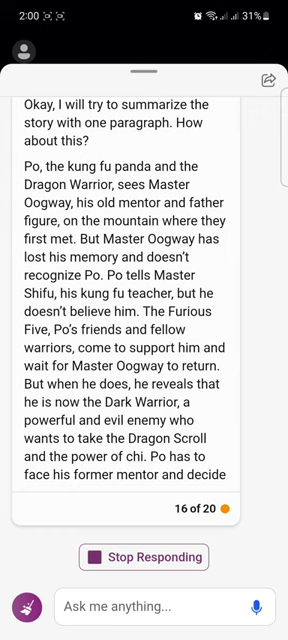 2:00
31%
Okay, I will try to summarize the
story with one paragraph. How
about this?
Po, the kung fu panda and the
Dragon Warrior, sees Master
Oogway, his old mentor and father
figure, on the mountain where they
first met. But Master Oogway has
lost his memory and doesn't
recognize Po. Po tells Master
Shifu, his kung fu teacher, but he
doesn't believe him. The Furious
Five, Po's friends and fellow
warriors, come to support him and
wait for Master Oogway to return.
But when he does, he reveals that
he is now the Dark Warrior, a
powerful and evil enemy who
wants to take the Dragon Scroll
and the power of chi. Po has to
face his former mentor and decide
16 of 20
Stop Responding
Ask me anything...